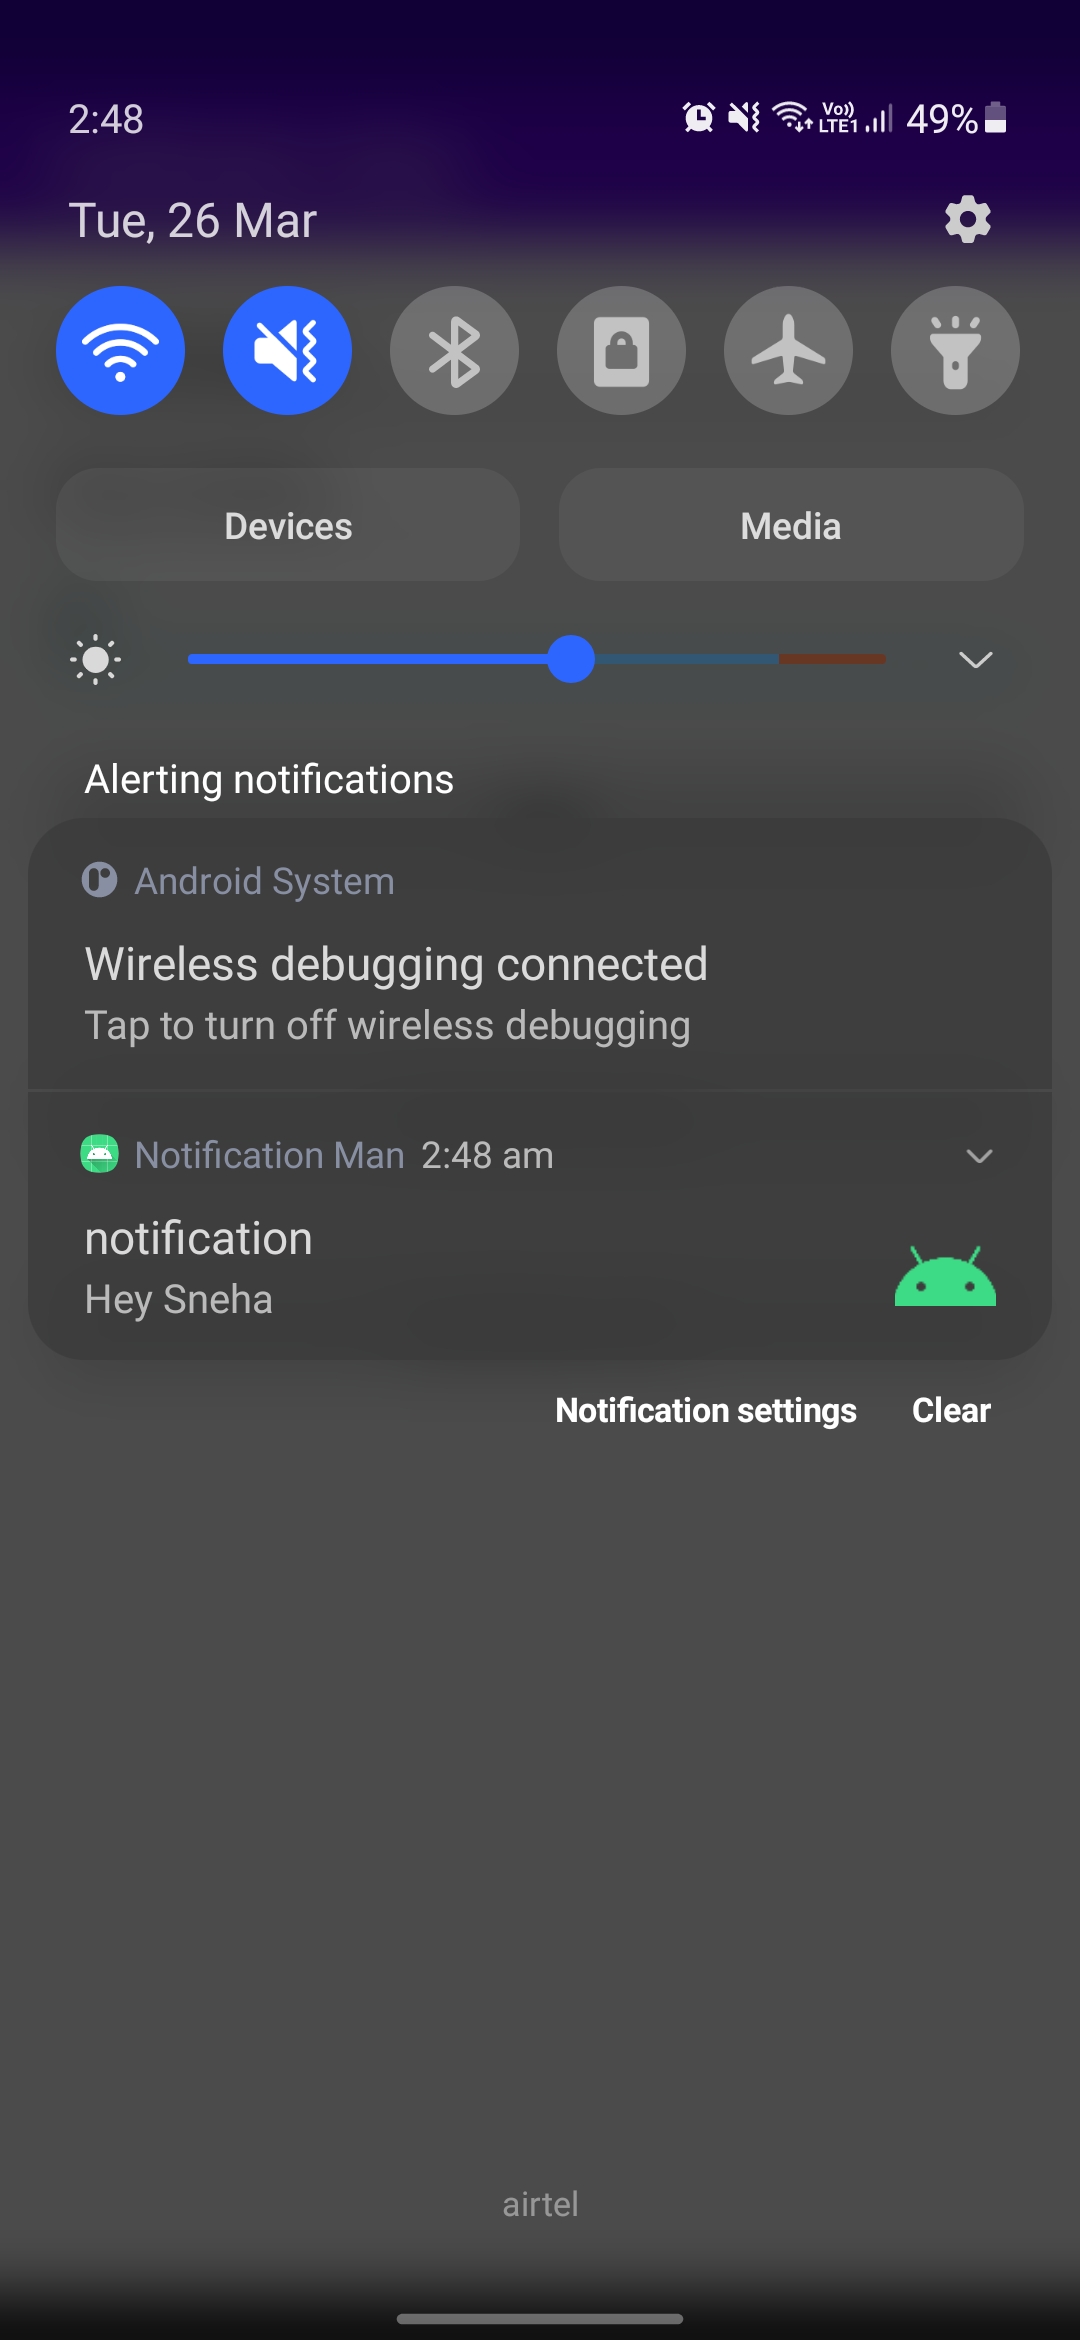 2:48
Vo)) LTE1 49%
Tue, 26 Mar
Devices
Media
Alerting notifications
Android System
Wireless debugging connected
Tap to turn off wireless debugging
Notification Man 2:48 am
notification
Hey Sneha
Notification settings Clear
airtel